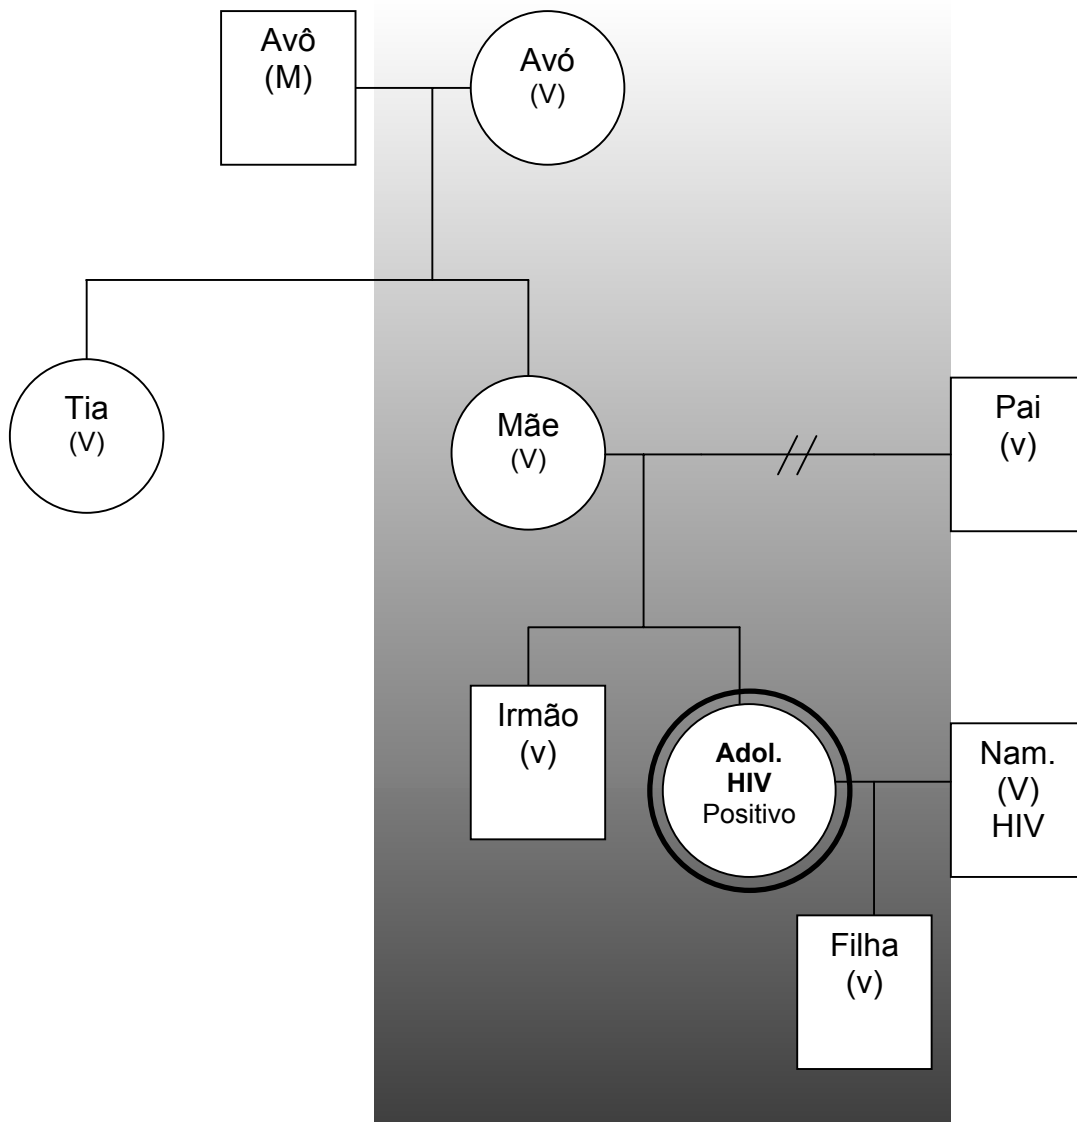 Avô
(M)
Avó
(V)
Tia
(V)
Mãe
(V)
Pai
(v)
Irmão
(v)
Adol.
HIV
Positivo
Nam.
(V)
HIV
Filha
(v)